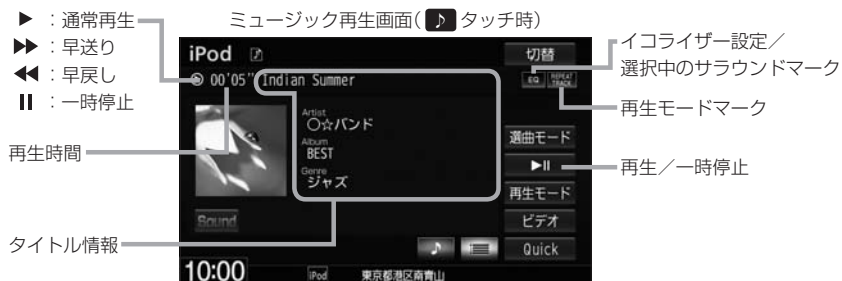 ▶ ：通常再生
▶▶ ：早送り
◀◀ ：早戻し
II ：一時停止
再生時間
タイトル情報
ミュージック再生画面( ♪ タッチ時)
iPod ♪
切替
00'05" Indian Summer
EQ REPEAT TRACK
Artist
○☆バンド
Album
BEST
Genre
ジャズ
選曲モード
▶II
再生モード
ビデオ
Sound
♪
Quick
10:00 iPod 東京都港区南青山
イコライザー設定／
選択中のサラウンドマーク
再生モードマーク
再生／一時停止